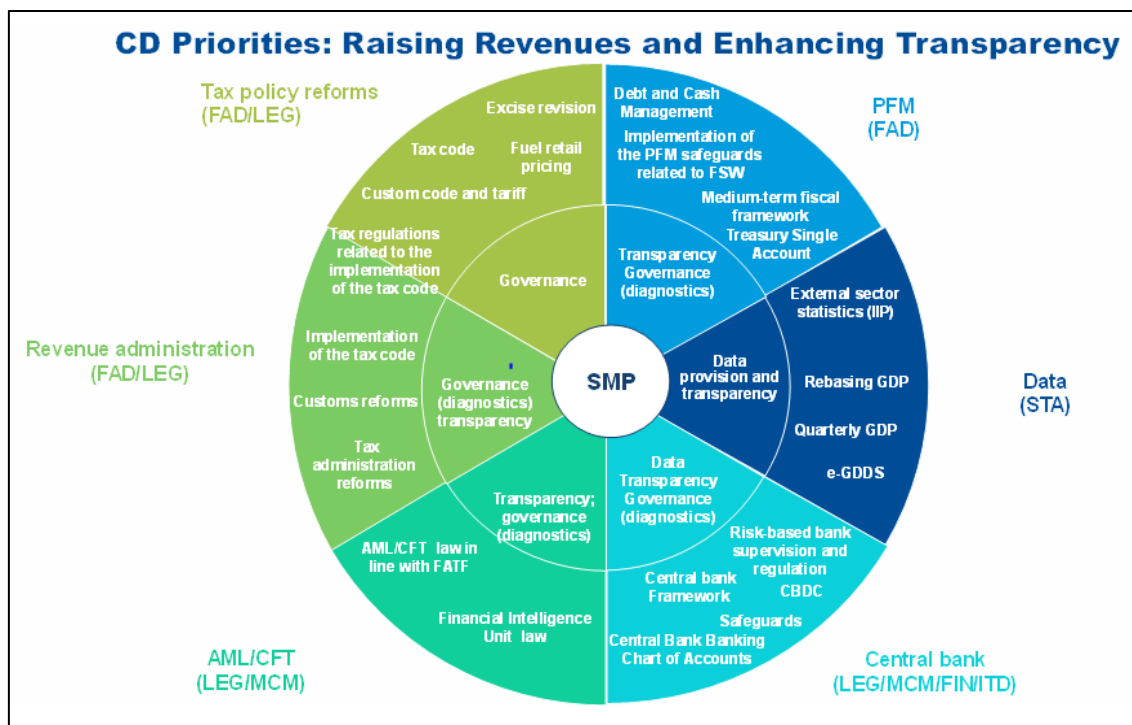 CD Priorities: Raising Revenues and Enhancing Transparency
Tax policy reforms
(FAD/LEG)
Excise revision
Tax code
Fuel retail
pricing
Custom code and tariff
Tax regulations
related to the
implementation
of the tax code
Governance
Debt and Cash
Management
Implementation of
the PFM safeguards
related to FSW
Medium-term fiscal
framework
Treasury Single
Account
Transparency
Governance
(diagnostics)
PFM
(FAD)
External sector
statistics (IIP)
Rebasing GDP
Quarterly GDP
e-GDDS
Data
provision and
transparency
Data
(STA)
SMP
Revenue administration
(FAD/LEG)
Implementation
of the tax code
Customs reforms
Tax
administration
reforms
Governance
(diagnostics)
transparency
Transparency;
governance
(diagnostics)
AML/CFT law in
line with FATF
Financial Intelligence
Unit law
AML/CFT
(LEG/MCM)
Data
Transparency
Governance
(diagnostics)
Risk-based bank
supervision and
regulation
CBDC
Central bank
Framework
Safeguards
Central Bank Banking
Chart of Accounts
Central bank
(LEG/MCM/FIN/ITD)